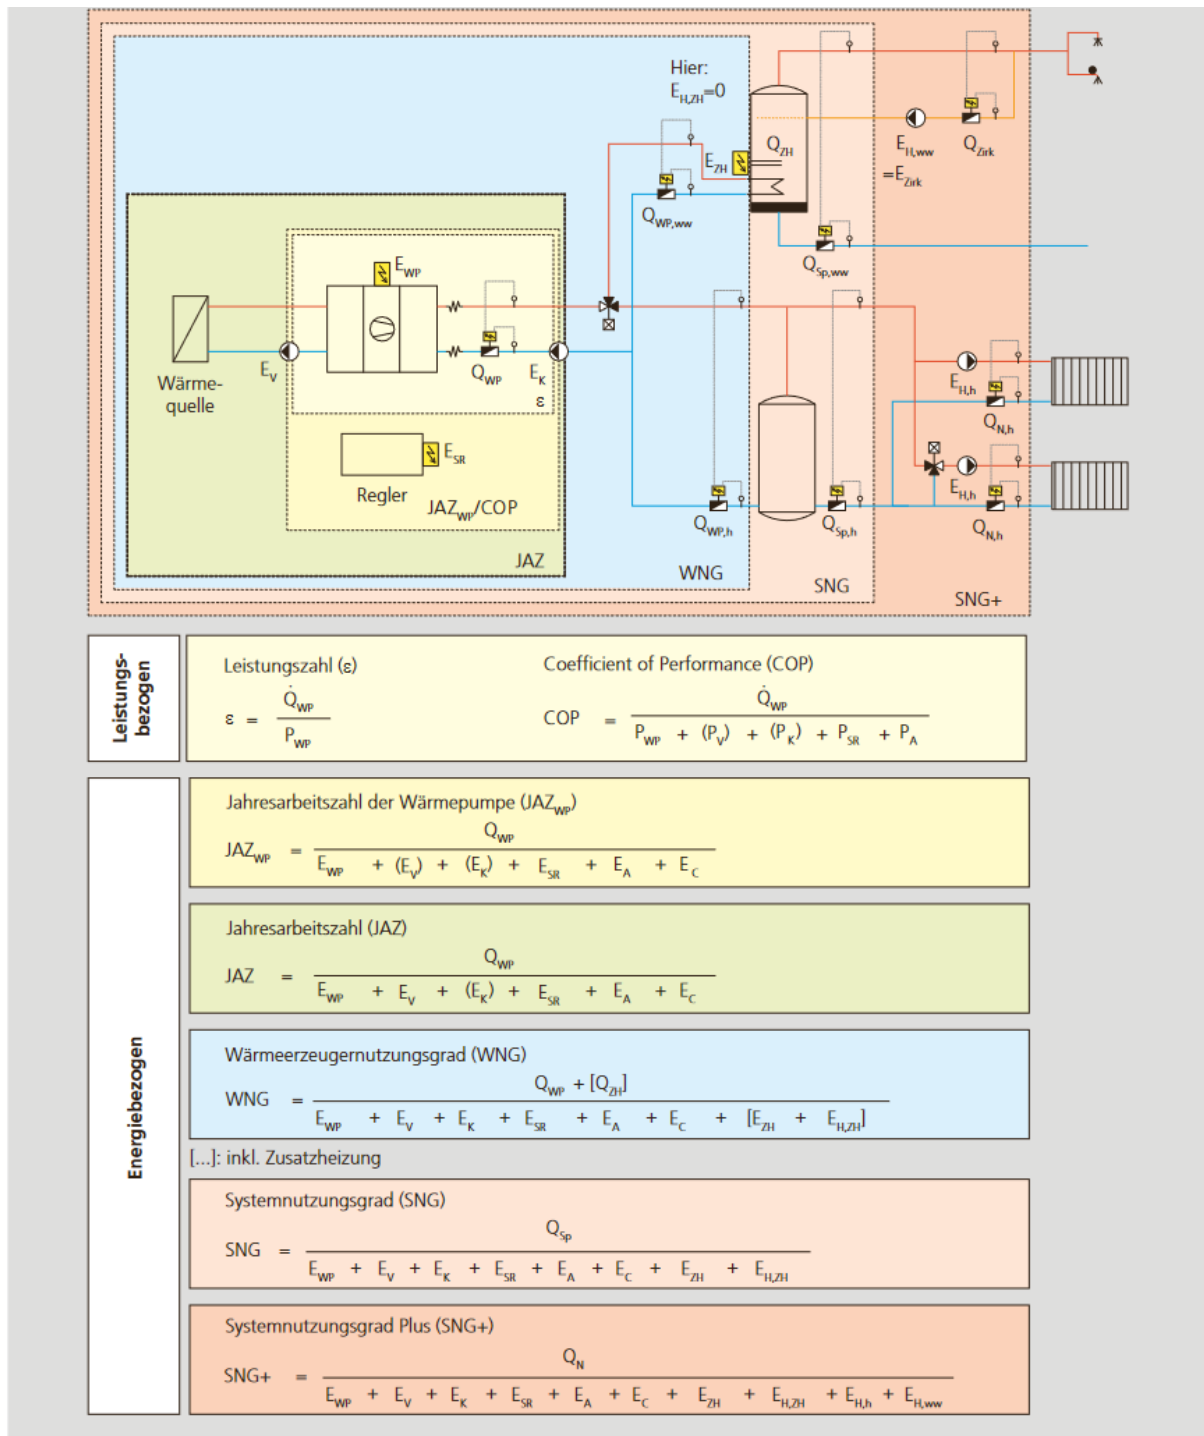 Hier:
E_H,ZH=0
E_ZH
Q_ZH
E_H,ww
=E_Zirk
Q_Zirk
Q_WP,ww
Q_Sp,ww
E_WP
E_V
Q_WP
E_K
ε
Wärme-
quelle
E_SR
Regler
JAZ_WP/COP
JAZ
E_H,h
Q_N,h
E_H,h
Q_WP,h
Q_Sp,h
Q_N,h
WNG
SNG
SNG+
Leistungs-
bezogen
Leistungszahl (ε)
ε = Q̇_WP / P_WP
Coefficient of Performance (COP)
COP = Q̇_WP / P_WP + (P_V) + (P_K) + P_SR + P_A
Energiebezogen
Jahresarbeitszahl der Wärmepumpe (JAZ_WP)
JAZ_WP = Q_WP / E_WP + (E_V) + (E_K) + E_SR + E_A + E_C
Jahresarbeitszahl (JAZ)
JAZ = Q_WP / E_WP + E_V + (E_K) + E_SR + E_A + E_C
Wärmeerzeugernutzungsgrad (WNG)
WNG = Q_WP + [Q_ZH] / E_WP + E_V + E_K + E_SR + E_A + E_C + [E_ZH + E_H,ZH]
[...]: inkl. Zusatzheizung
Systemnutzungsgrad (SNG)
SNG = Q_Sp / E_WP + E_V + E_K + E_SR + E_A + E_C + E_ZH + E_H,ZH
Systemnutzungsgrad Plus (SNG+)
SNG+ = Q_N / E_WP + E_V + E_K + E_SR + E_A + E_C + E_ZH + E_H,ZH + E_H,h + E_H,ww